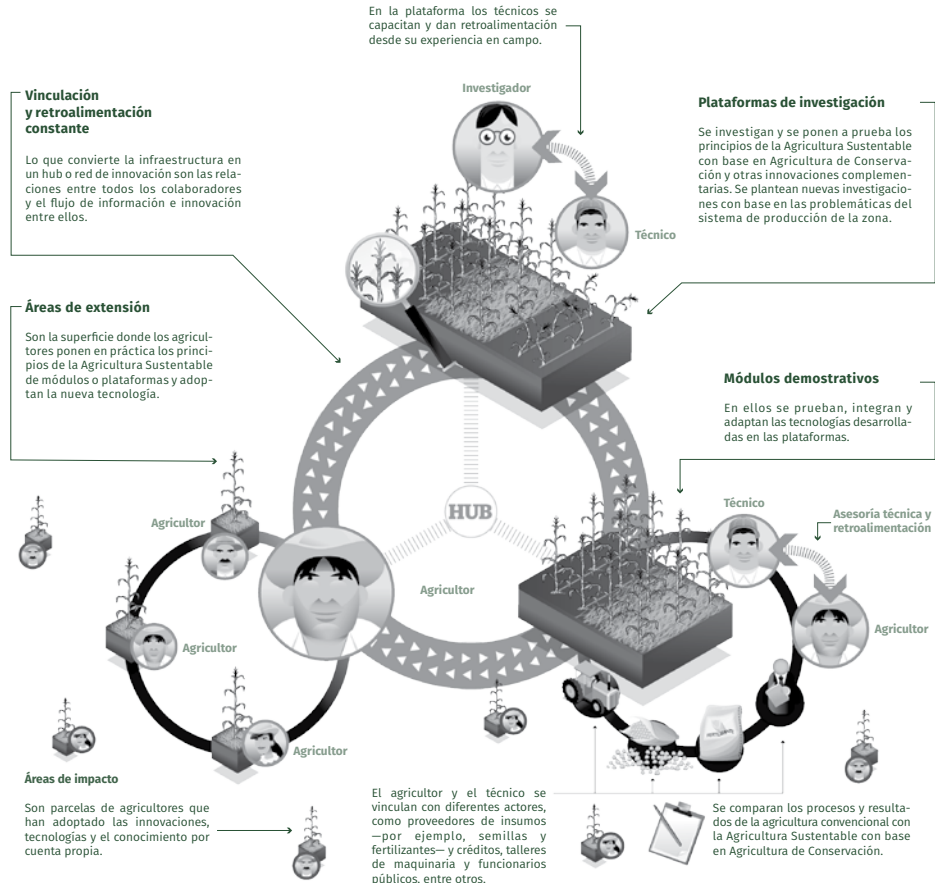 En la plataforma los técnicos se
capacitan y dan retroalimentación
desde su experiencia en campo.
Vinculación
y retroalimentación
constante
Lo que convierte la infraestructura en
un hub o red de innovación son las rela-
ciones entre todos los colaboradores
y el flujo de información e innovación
entre ellos.
Investigador
Técnico
Plataformas de investigación
Se investigan y se ponen a prueba los
principios de la Agricultura Sustentable
con base en Agricultura de Conserva-
ción y otras innovaciones complemen-
tarias. Se plantean nuevas investigacio-
nes con base en las problemáticas del
sistema de producción de la zona.
Áreas de extensión
Son la superficie donde los agricul-
tores ponen en práctica los princi-
pios de la Agricultura Sustentable
de módulos o plataformas y adop-
tan la nueva tecnología.
Módulos demostrativos
En ellos se prueban, integran y
adaptan las tecnologías desarrolla-
das en las plataformas.
HUB
Técnico
Asesoría técnica y
retroalimentación
Agricultor
Agricultor
Agricultor
Agricultor
Agricultor
Áreas de impacto
Son parcelas de agricultores que
han adoptado las innovaciones,
tecnologías y el conocimiento por
cuenta propia.
El agricultor y el técnico se
vinculan con diferentes actores,
como proveedores de insumos
—por ejemplo, semillas y
fertilizantes— y créditos, talleres
de maquinaria y funcionarios
públicos, entre otros.
Se comparan los procesos y resulta-
dos de la agricultura convencional con
la Agricultura Sustentable con base
en Agricultura de Conservación.